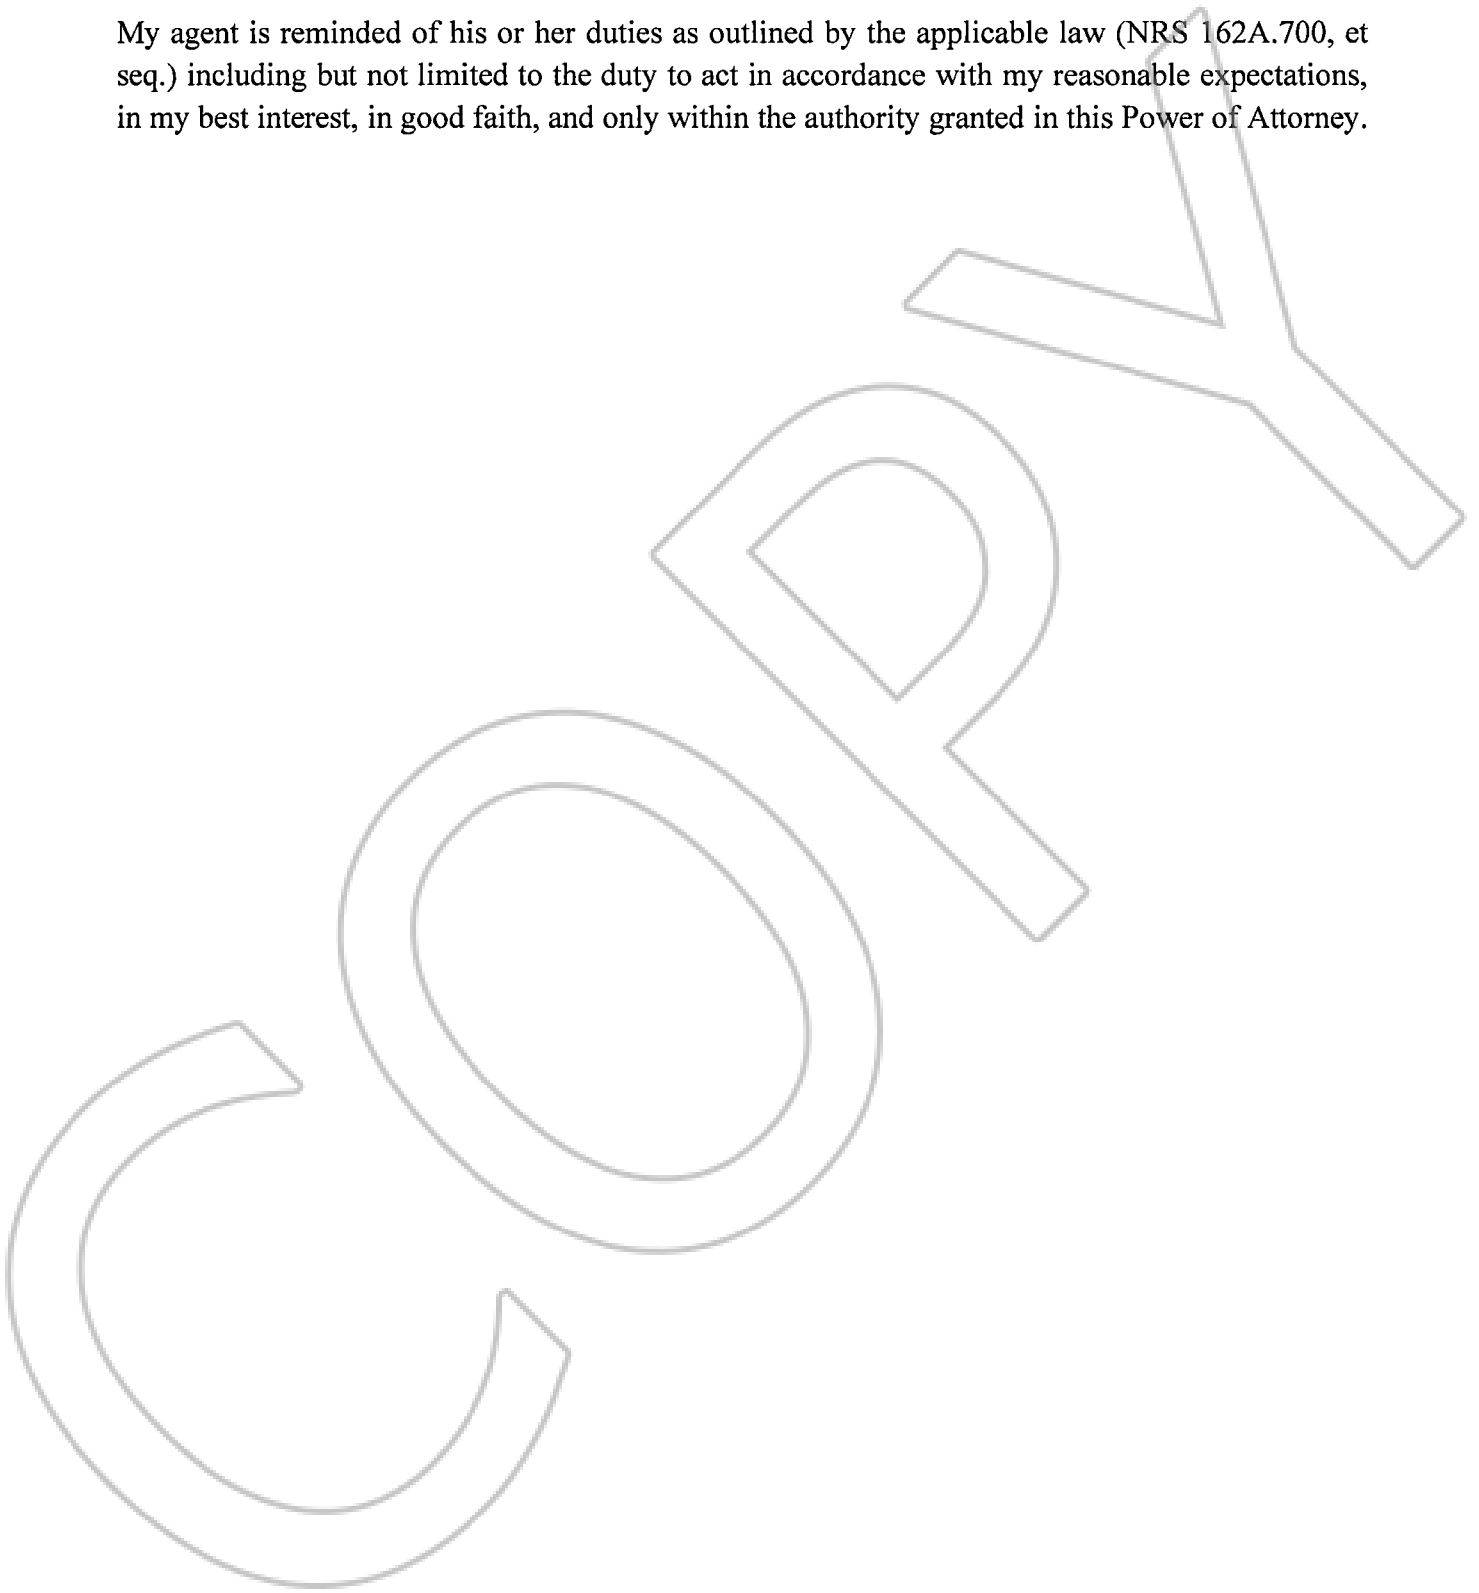 My agent is reminded of his or her duties as outlined by the applicable law (NRS 162A.700, et
seq.) including but not limited to the duty to act in accordance with my reasonable expectations,
in my best interest, in good faith, and only within the authority granted in this Power of Attorney.
COPY